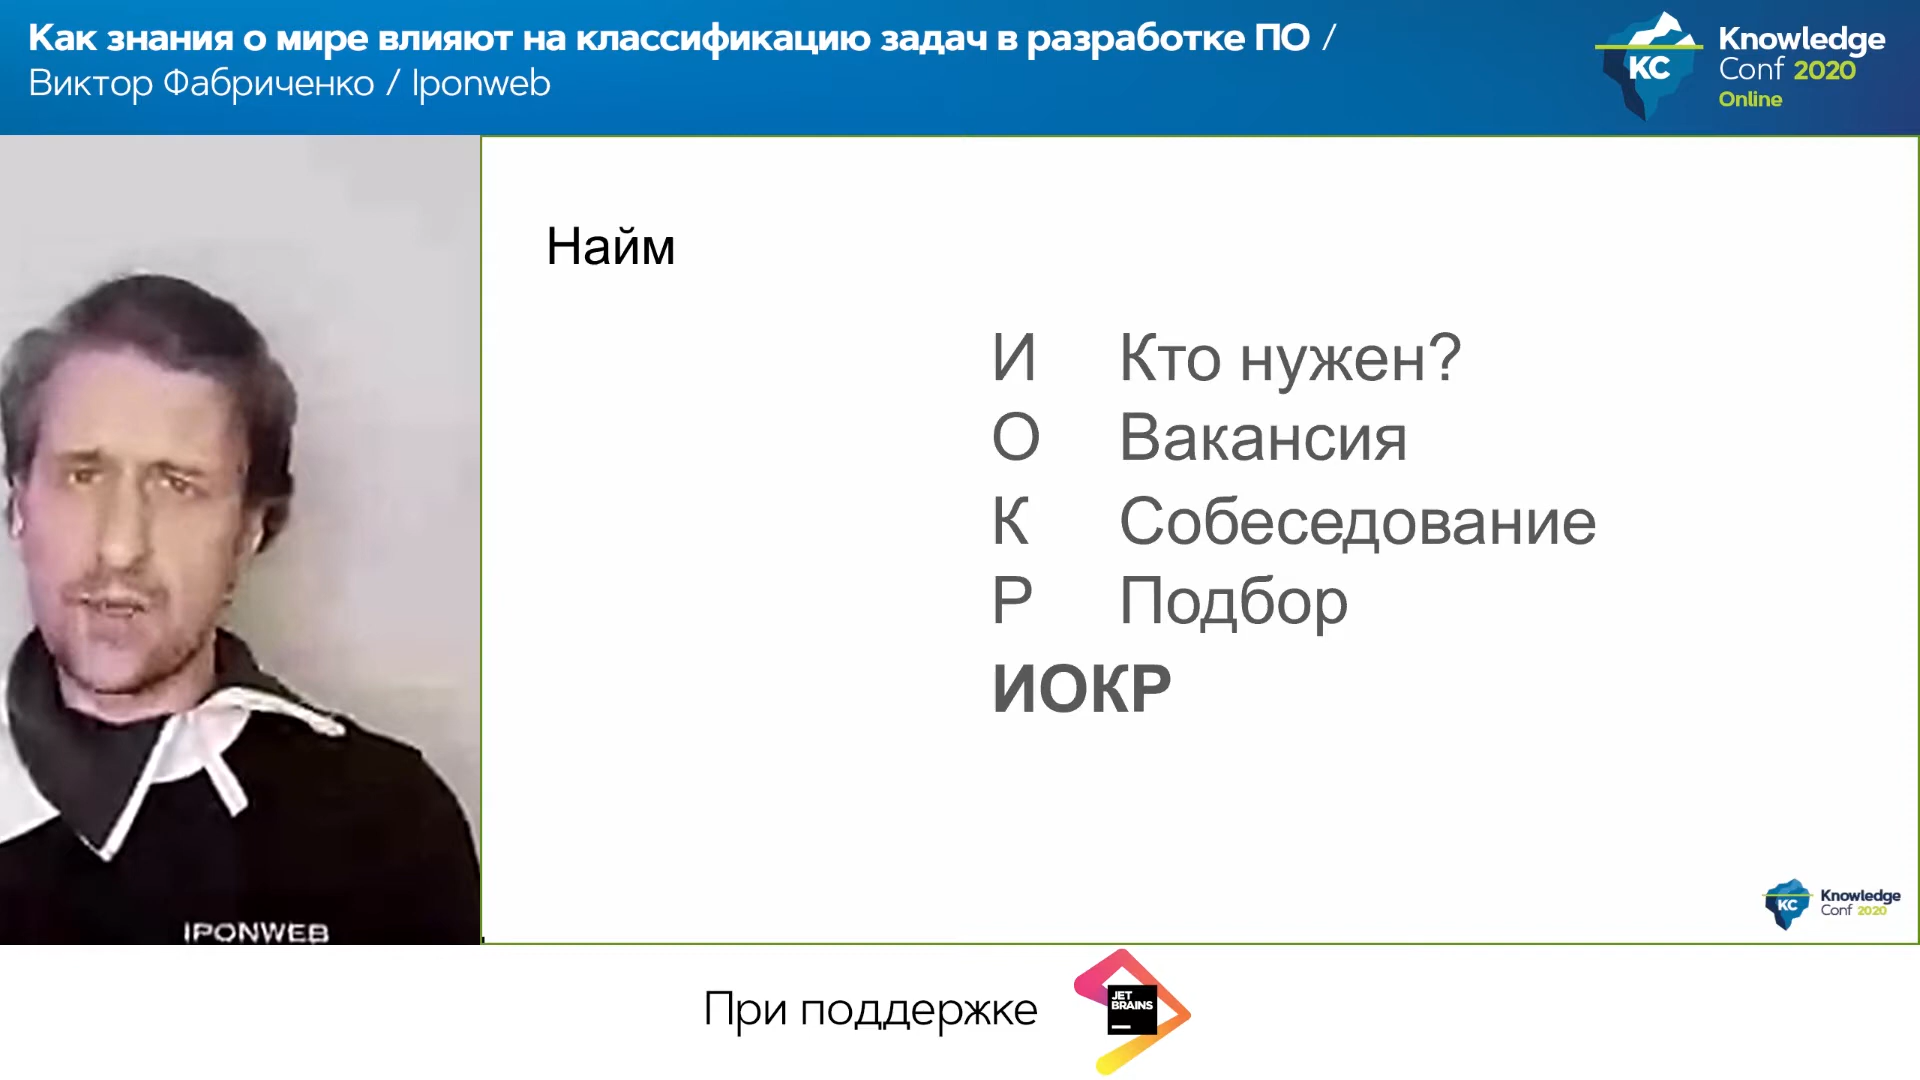 Как знания о мире влияют на классификацию задач в разработке ПО /
Виктор Фабриченко / Iponweb
КС
Knowledge
Conf 2020
Online
Найм
И Кто нужен?
О Вакансия
К Собеседование
Р Подбор
ИОКР
IPONWEB
KC
Knowledge
Conf 2020
При поддержке
JET
BRAINS